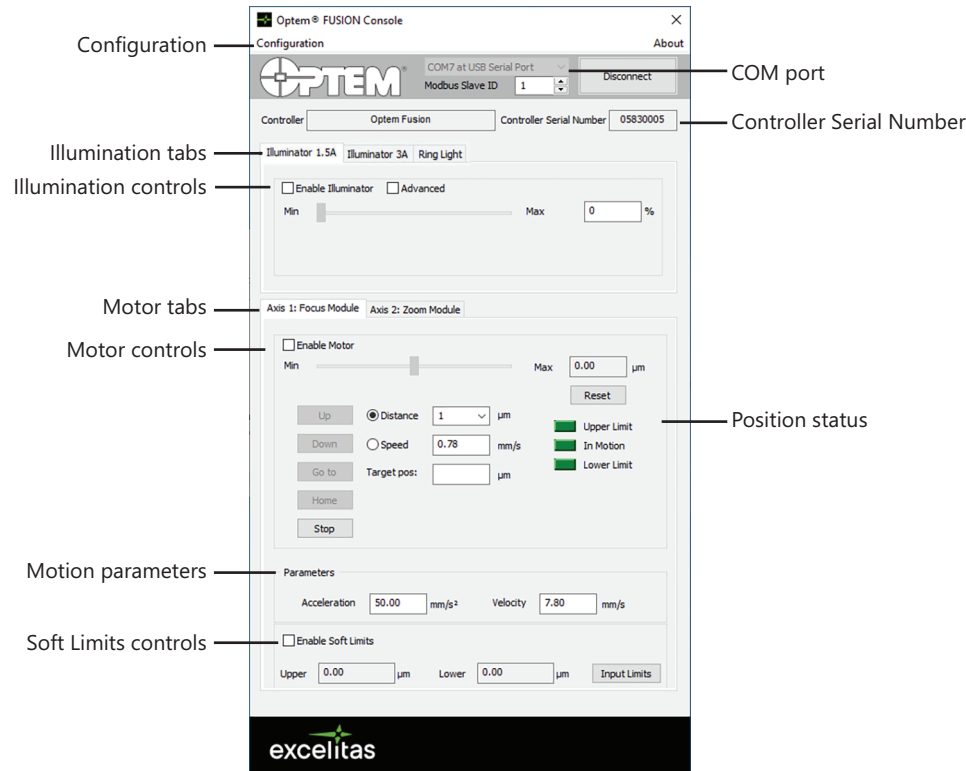 Optem® FUSION Console
Configuration
Configuration About
OPTEM® COM7 at USB Serial Port
COM port
Modbus Slave ID 1 Disconnect
Controller Optem Fusion Controller Serial Number 05830005
Controller Serial Number
Illumination tabs
Illuminator 1.5A Illuminator 3A Ring Light
Illumination controls
Enable Illuminator Advanced
Min Max 0 %
Motor tabs
Axis 1: Focus Module Axis 2: Zoom Module
Motor controls
Enable Motor
Min Max 0.00 µm
Reset
Up Distance 1 µm Upper Limit
Position status
Down Speed 0.78 mm/s In Motion
Go to Target pos: µm Lower Limit
Home
Stop
Motion parameters
Parameters
Acceleration 50.00 mm/s² Velocity 7.80 mm/s
Soft Limits controls
Enable Soft Limits
Upper 0.00 µm Lower 0.00 µm Input Limits
excelitas